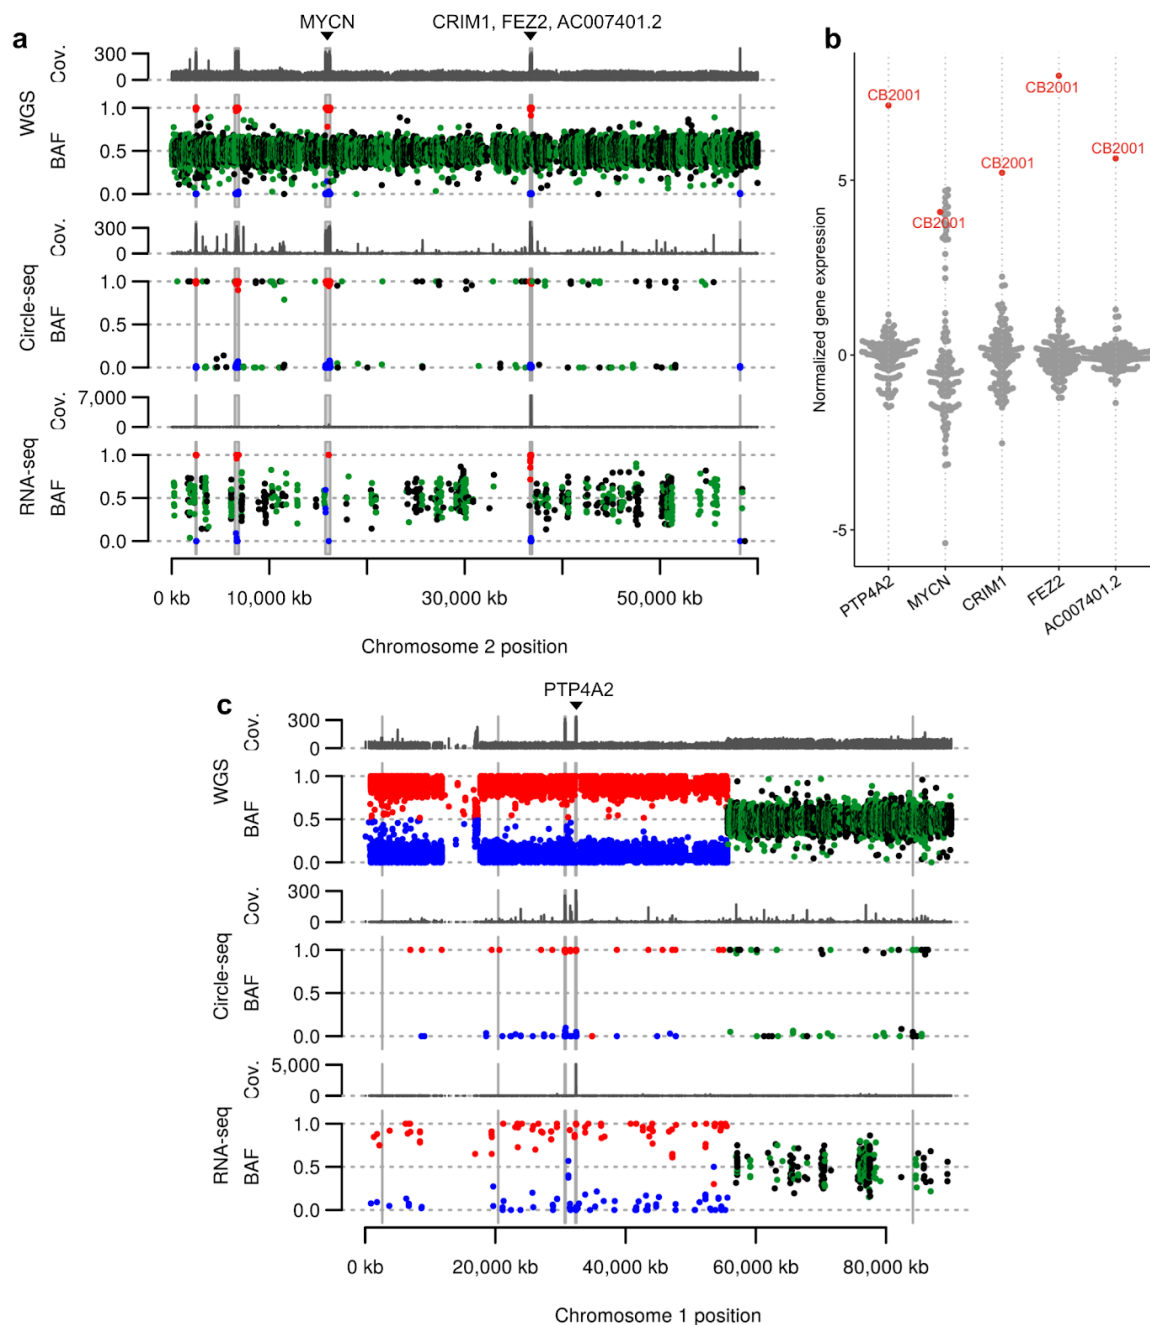 a
MYCN
CRIM1, FEZ2, AC007401.2
WGS
Cov.
300
0
BAF
1.0
0.5
0.0
Circle-seq
Cov.
300
0
BAF
1.0
0.5
0.0
RNA-seq
Cov.
7,000
0
BAF
1.0
0.5
0.0
0 kb
10,000 kb
30,000 kb
50,000 kb
Chromosome 2 position
b
Normalized gene expression
5
0
-5
CB2001
CB2001
CB2001
CB2001
CB2001
PTP4A2
MYCN
CRIM1
FEZ2
AC007401.2
c
PTP4A2
WGS
Cov.
300
0
BAF
1.0
0.5
0.0
Circle-seq
Cov.
300
0
BAF
1.0
0.5
0.0
RNA-seq
Cov.
5,000
0
BAF
1.0
0.5
0.0
0 kb
20,000 kb
40,000 kb
60,000 kb
80,000 kb
Chromosome 1 position